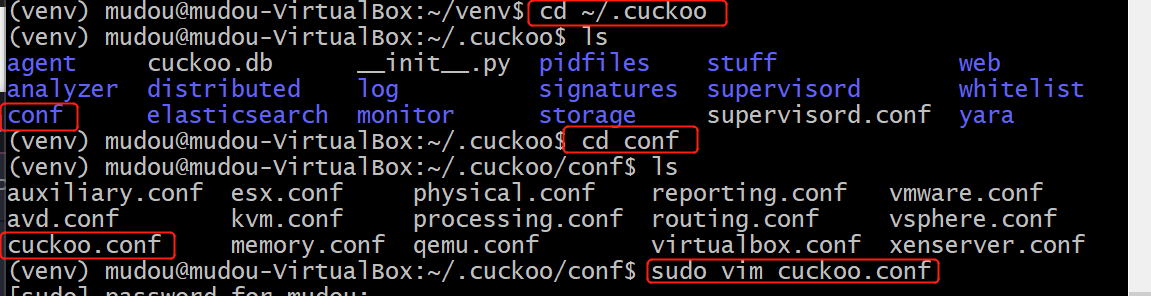 (venv) mudou@mudou-VirtualBox:~/venv$ cd ~/.cuckoo
(venv) mudou@mudou-VirtualBox:~/.cuckoo$ ls
agent cuckoo.db __init__.py pidfiles stuff web
analyzer distributed log signatures supervisord whitelist
conf elasticsearch monitor storage supervisord.conf yara
(venv) mudou@mudou-VirtualBox:~/.cuckoo$ cd conf
(venv) mudou@mudou-VirtualBox:~/.cuckoo/conf$ ls
auxiliary.conf esx.conf physical.conf reporting.conf vmware.conf
avd.conf kvm.conf processing.conf routing.conf vsphere.conf
cuckoo.conf memory.conf qemu.conf virtualbox.conf xenserver.conf
(venv) mudou@mudou-VirtualBox:~/.cuckoo/conf$ sudo vim cuckoo.conf
[sudo] password for mudou: